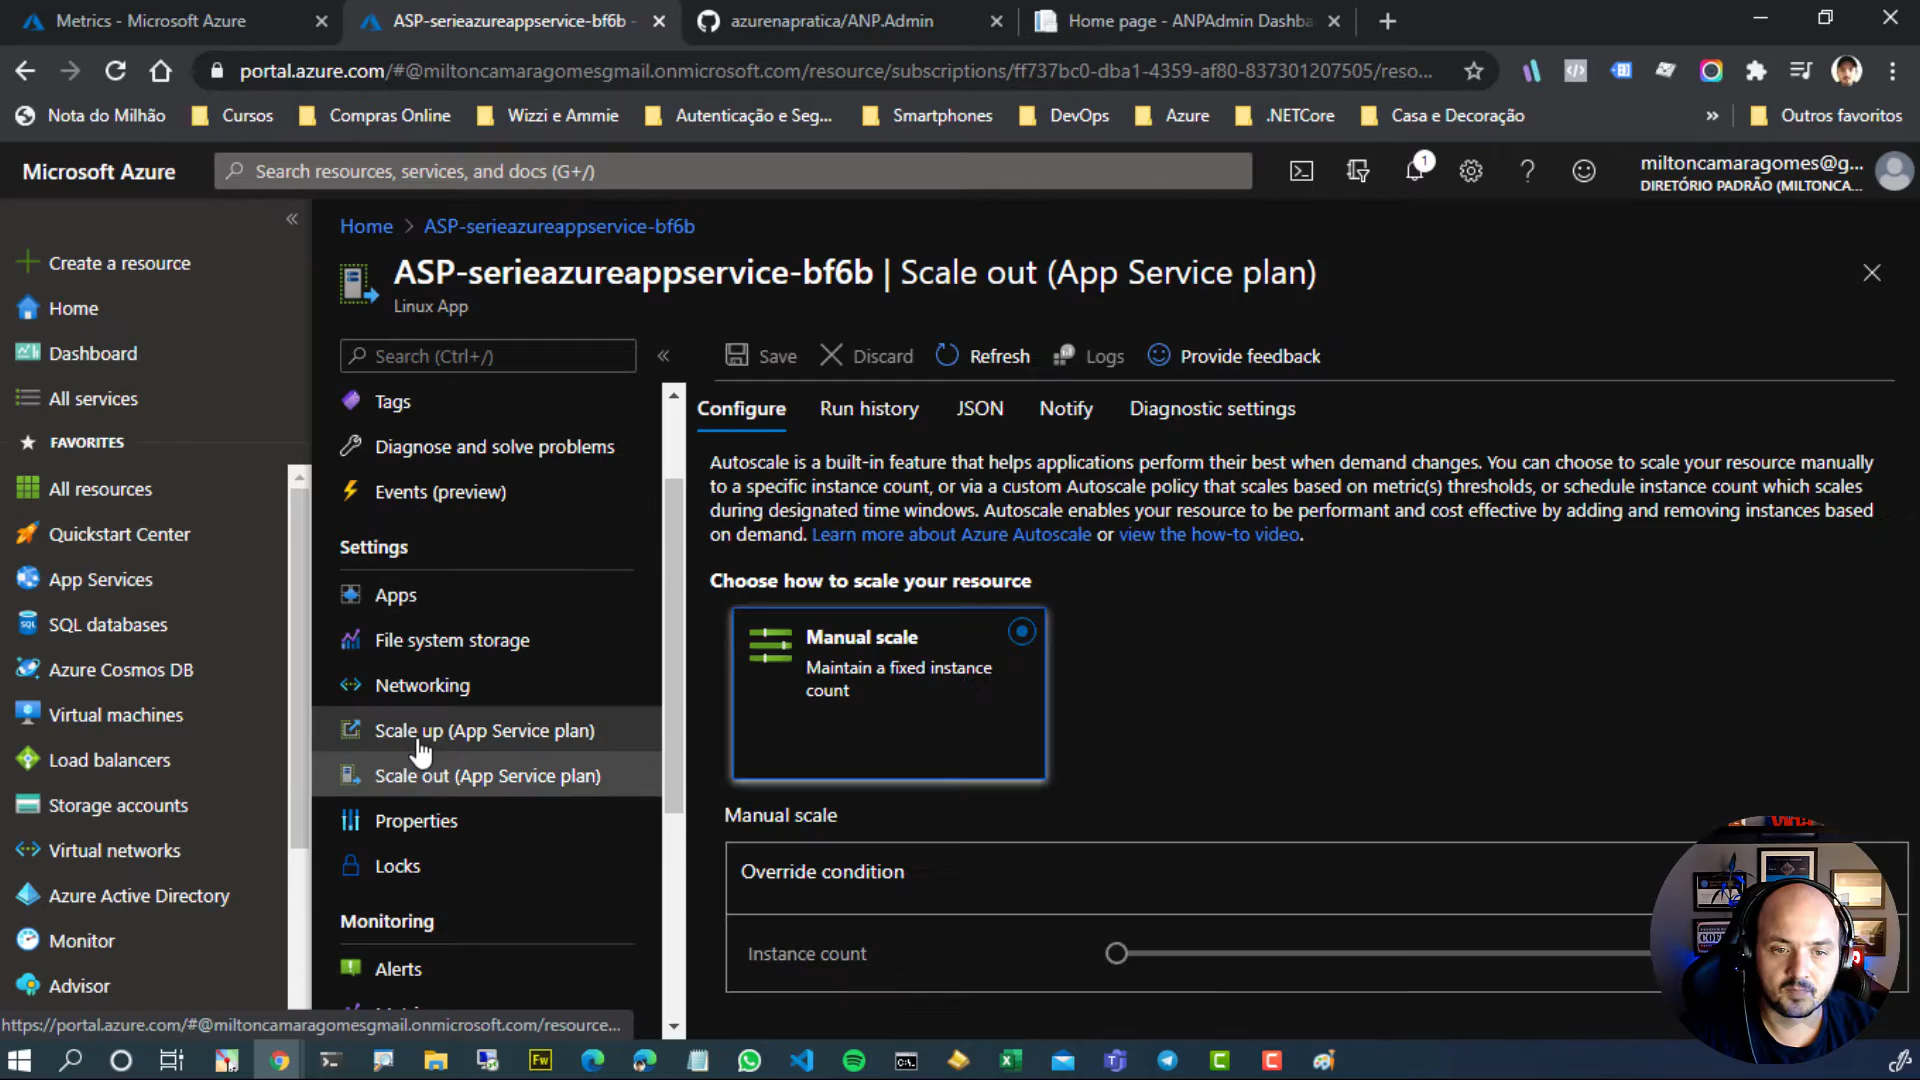 Metrics - Microsoft Azure
ASP-serieazureappservice-bf6b -
azurenapratica/ANP.Admin
Home page - ANPAdmin Dashba
portal.azure.com/#@miltoncamaragomesgmail.onmicrosoft.com/resource/subscriptions/ff737bc0-dba1-4359-af80-837301207505/reso...
Nota do Milhão
Cursos
Compras Online
Wizzi e Ammie
Autenticação e Seg...
Smartphones
DevOps
Azure
.NETCore
Casa e Decoração
»
Outros favoritos
Microsoft Azure
Search resources, services, and docs (G+/)
1
miltoncamaragomes@g...
DIRETÓRIO PADRÃO (MILTONCA...
Home > ASP-serieazureappservice-bf6b
ASP-serieazureappservice-bf6b | Scale out (App Service plan)
Linux App
Create a resource
Home
Dashboard
All services
FAVORITES
All resources
Quickstart Center
App Services
SQL databases
Azure Cosmos DB
Virtual machines
Load balancers
Storage accounts
Virtual networks
Azure Active Directory
Monitor
Advisor
Search (Ctrl+/)
Tags
Diagnose and solve problems
Events (preview)
Settings
Apps
File system storage
Networking
Scale up (App Service plan)
Scale out (App Service plan)
Properties
Locks
Monitoring
Alerts
Save
Discard
Refresh
Logs
Provide feedback
Configure
Run history
JSON
Notify
Diagnostic settings
Autoscale is a built-in feature that helps applications perform their best when demand changes. You can choose to scale your resource manually
to a specific instance count, or via a custom Autoscale policy that scales based on metric(s) thresholds, or schedule instance count which scales
during designated time windows. Autoscale enables your resource to be performant and cost effective by adding and removing instances based
on demand. Learn more about Azure Autoscale or view the how-to video.
Choose how to scale your resource
Manual scale
Maintain a fixed instance
count
Manual scale
Override condition
Instance count
https://portal.azure.com/#@miltoncamaragomesgmail.onmicrosoft.com/resource...